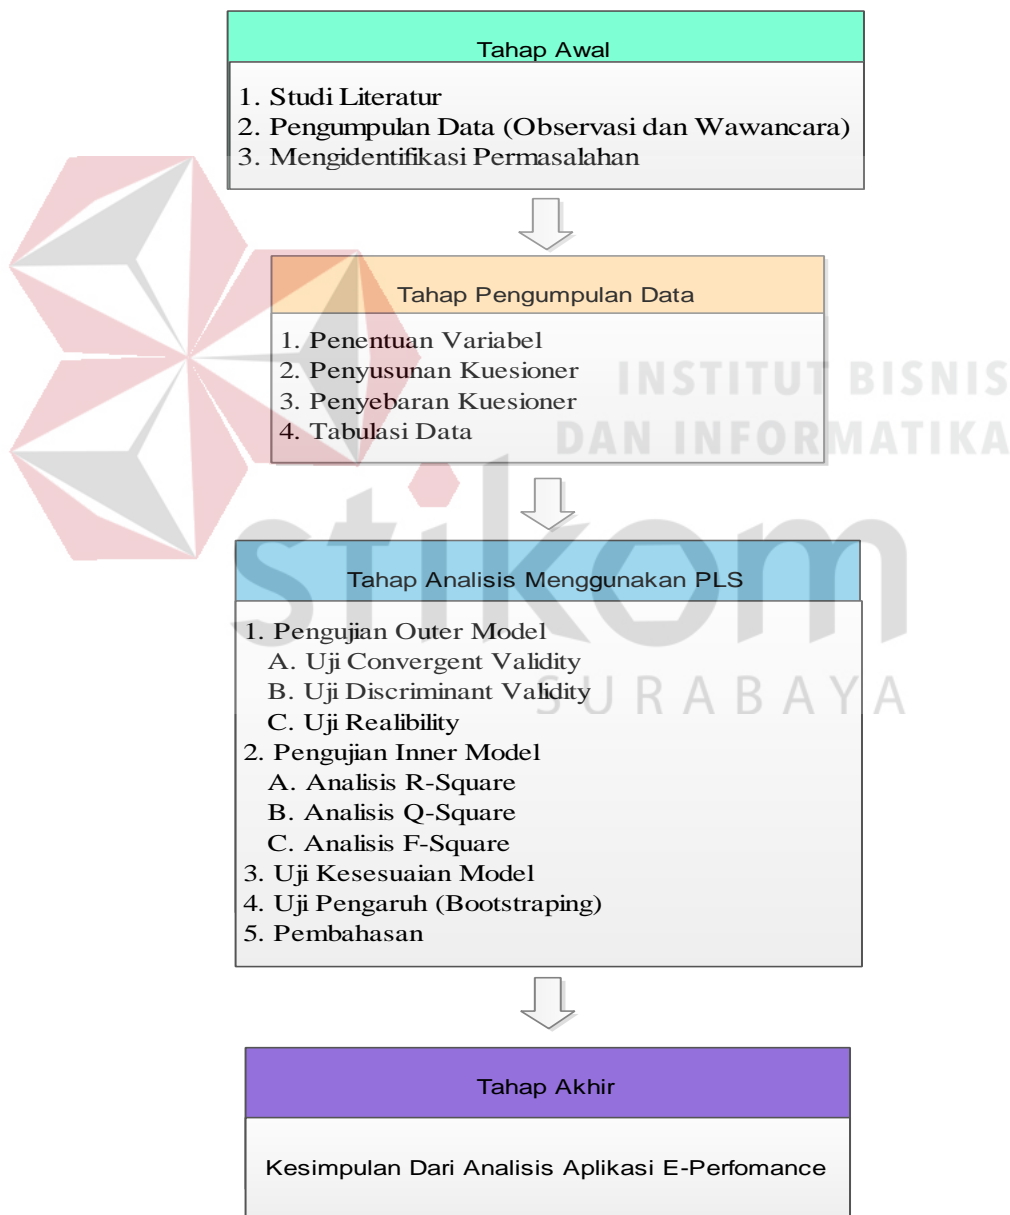 Tahap Awal
1. Studi Literatur
2. Pengumpulan Data (Observasi dan Wawancara)
3. Mengidentifikasi Permasalahan
Tahap Pengumpulan Data
1. Penentuan Variabel
2. Penyusunan Kuesioner
3. Penyebaran Kuesioner
4. Tabulasi Data
INSTITUT BISNIS
DAN INFORMATIKA
stikom
SURABAYA
Tahap Analisis Menggunakan PLS
1. Pengujian Outer Model
A. Uji Convergent Validity
B. Uji Discriminant Validity
C. Uji Realibility
2. Pengujian Inner Model
A. Analisis R-Square
B. Analisis Q-Square
C. Analisis F-Square
3. Uji Kesesuaian Model
4. Uji Pengaruh (Bootstraping)
5. Pembahasan
Tahap Akhir
Kesimpulan Dari Analisis Aplikasi E-Perfomance